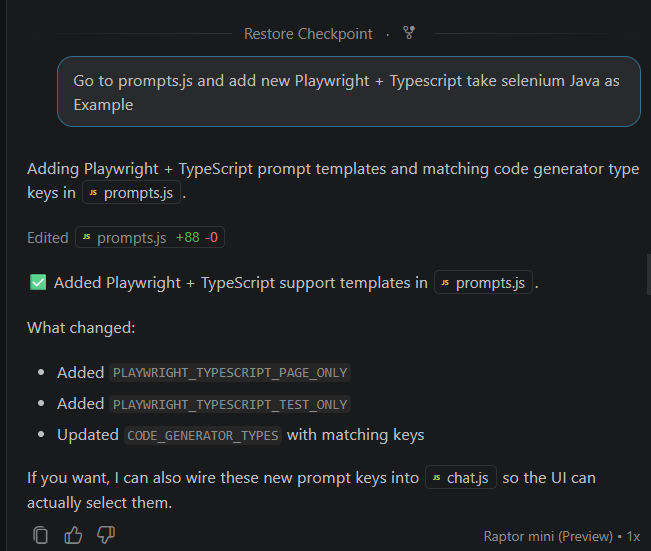 Restore Checkpoint ·
Go to prompts.js and add new Playwright + Typescript take selenium Java as
Example
Adding Playwright + TypeScript prompt templates and matching code generator type
keys in JS prompts.js .
Edited JS prompts.js +88 -0
✅ Added Playwright + TypeScript support templates in JS prompts.js .
What changed:
• Added PLAYWRIGHT_TYPESCRIPT_PAGE_ONLY
• Added PLAYWRIGHT_TYPESCRIPT_TEST_ONLY
• Updated CODE_GENERATOR_TYPES with matching keys
If you want, I can also wire these new prompt keys into JS chat.js so the UI can
actually select them.
Raptor mini (Preview) • 1x